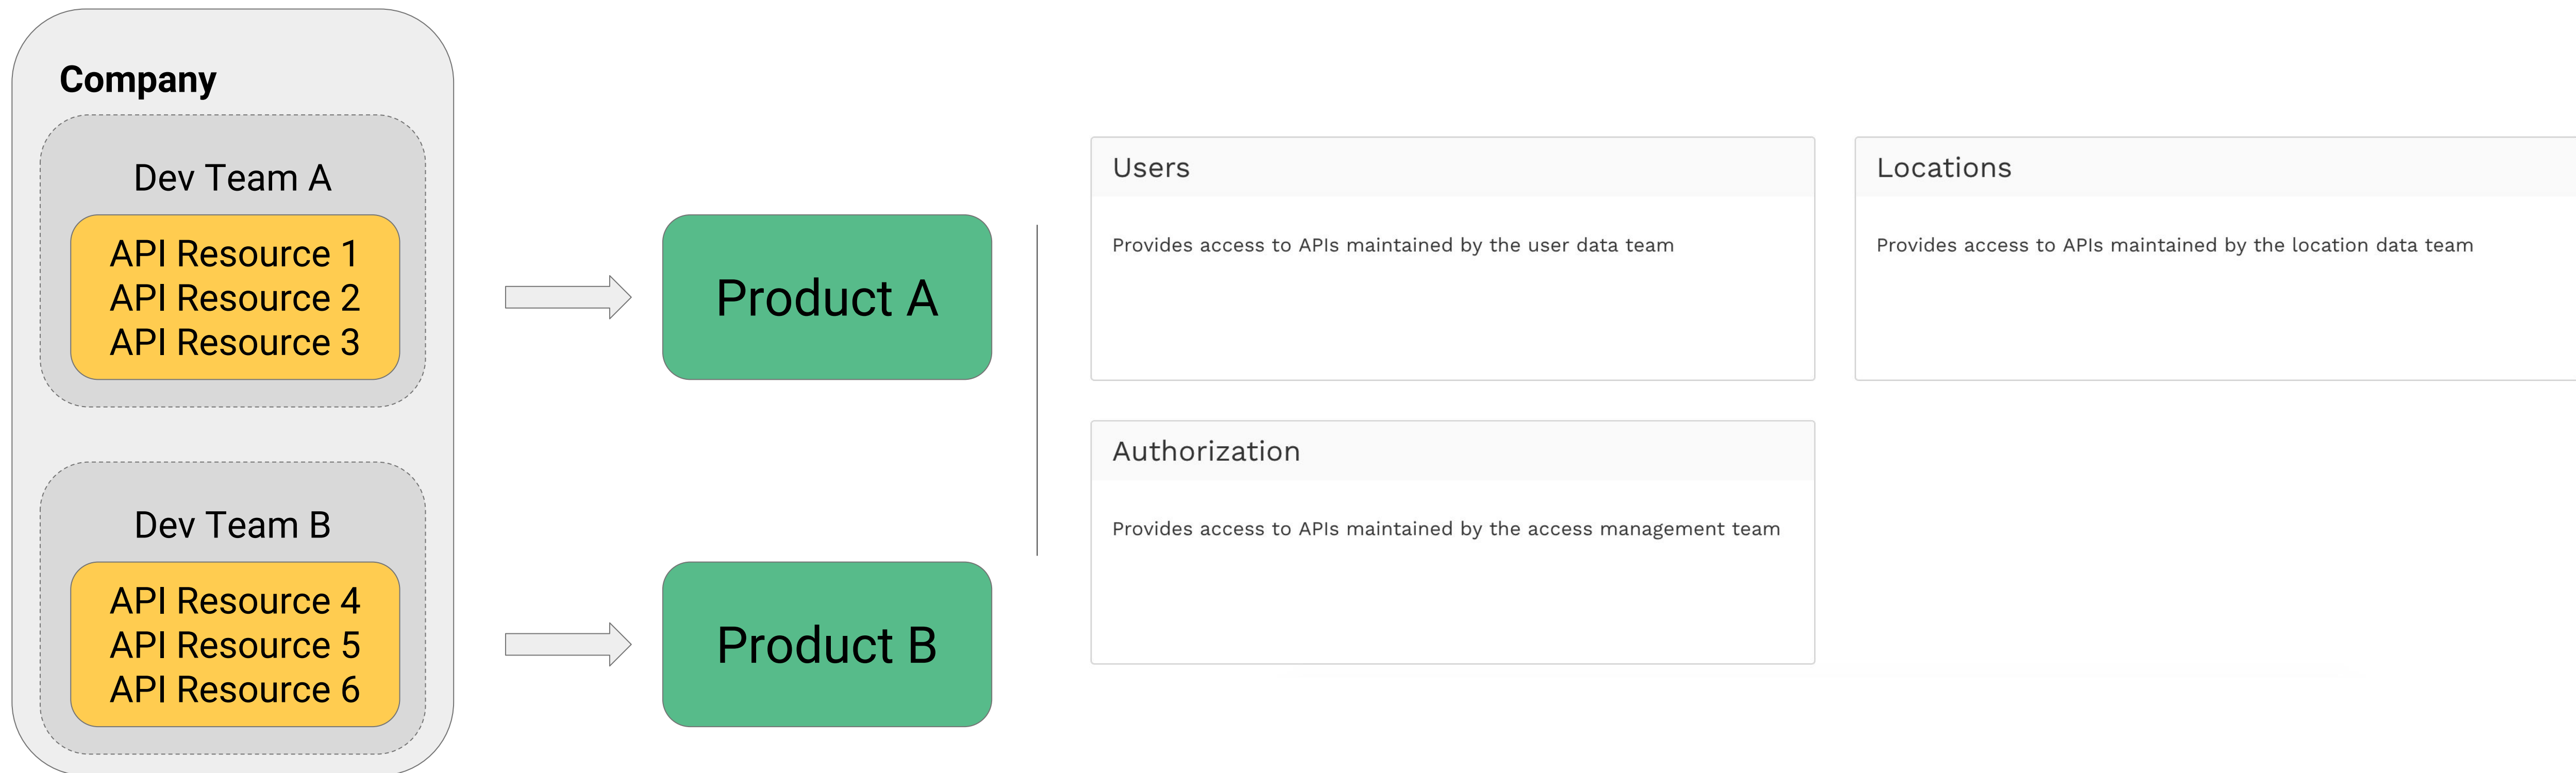 Company
Dev Team A
API Resource 1
API Resource 2
API Resource 3
Dev Team B
API Resource 4
API Resource 5
API Resource 6
Product A
Product B
Users
Provides access to APIs maintained by the user data team
Locations
Provides access to APIs maintained by the location data team
Authorization
Provides access to APIs maintained by the access management team